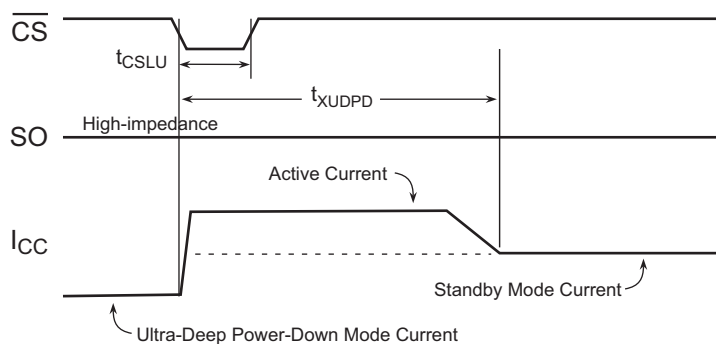 CS
tCSLU
tXUDPD
High-impedance
SO
Active Current
ICC
Standby Mode Current
Ultra-Deep Power-Down Mode Current